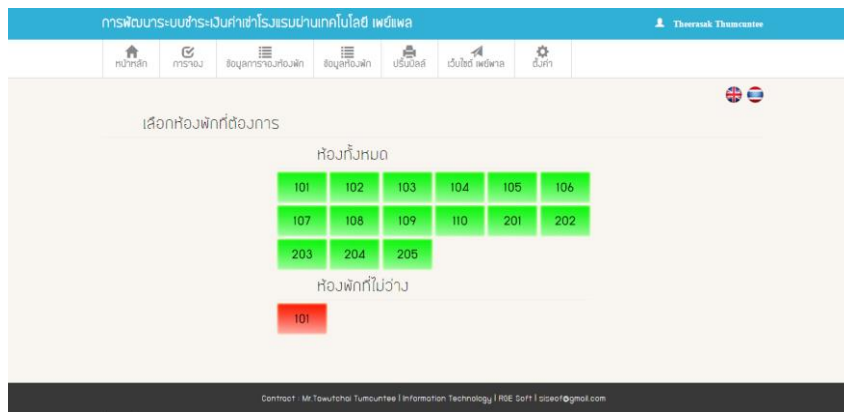 การพัฒนาระบบชำระเงินค่าเช่าโรงแรมผ่านเทคโนโลยี เพย์แพล
Theerasak Thumcuntee
หน้าหลัก การจอง ข้อมูลการจองห้องพัก ข้อมูลห้องพัก ปริ้นบิลล์ เว็บไซต์ เพย์พาล ตั้งค่า
เลือกห้องพักที่ต้องการ
ห้องทั้งหมด
101 102 103 104 105 106
107 108 109 110 201 202
203 204 205
ห้องพักที่ไม่ว่าง
101
Contract : Mr.Tawutchai Tumcuntee | Information Technology | RGE Soft | siseof@gmail.com